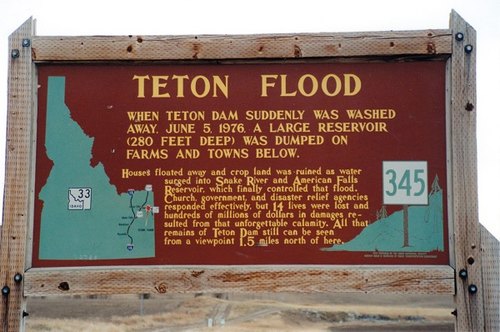 TETON FLOOD
WHEN TETON DAM SUDDENLY WAS WASHED
AWAY, JUNE 5, 1976, A LARGE RESERVOIR
(280 FEET DEEP) WAS DUMPED ON
FARMS AND TOWNS BELOW.
Houses floated away and crop land was ruined as water
surged into Snake River and American Falls
Reservoir, which finally controlled that flood.
Church, government, and disaster relief agencies
responded effectively, but 14 lives were lost and
hundreds of millions of dollars in damages re-
sulted from that unforgettable calamity. All that
remains of Teton Dam still can be seen
from a viewpoint 1.5 miles north of here.
33
IDAHO
345